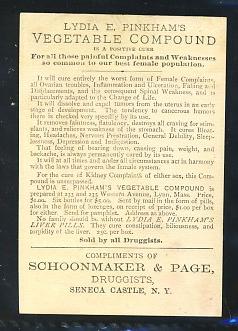 LYDIA E. PINKHAM'S
VEGETABLE COMPOUND
IS A POSITIVE CURE
For all those painful Complaints and Weaknesses
so common to our best female population.
It will cure entirely the worst form of Female Complaints,
all Ovarian troubles, Inflammation and Ulceration, Falling and
Displacements, and the consequent Spinal Weakness, and is
particularly adapted to the Change of Life.
It will dissolve and expel tumors from the uterus in an early
stage of development. The tendency to cancerous humors
there is checked very speedily by its use.
It removes faintness, flatulency, destroys all craving for stim-
ulants, and relieves weakness of the stomach. It cures Bloat-
ing, Headaches, Nervous Prostration, General Debility, Sleep-
lessness, Depression and Indigestion.
That feeling of bearing down, causing pain, weight, and
backache, is always permanently cured by its use.
It will at all times and under all circumstances act in harmony
with the laws that govern the female system.
For the cure of Kidney Complaints of either sex, this Com-
pound is unsurpassed.
LYDIA E. PINKHAM'S VEGETABLE COMPOUND is
prepared at 233 and 235 Western Avenue, Lynn, Mass. Price,
$1.00. Six bottles for $5.00. Sent by mail in the form of pills,
also in the form of lozenges, on receipt of price, $1.00 per box
for either. Send for pamphlet. Address as above.
No family should be without LYDIA E. PINKHAM'S
LIVER PILLS. They cure constipation, biliousness, and
torpidity of the liver. 25c. per box.
Sold by all Druggists.
COMPLIMENTS OF
SCHOONMAKER & PAGE,
DRUGGISTS,
SENECA CASTLE, N. Y.